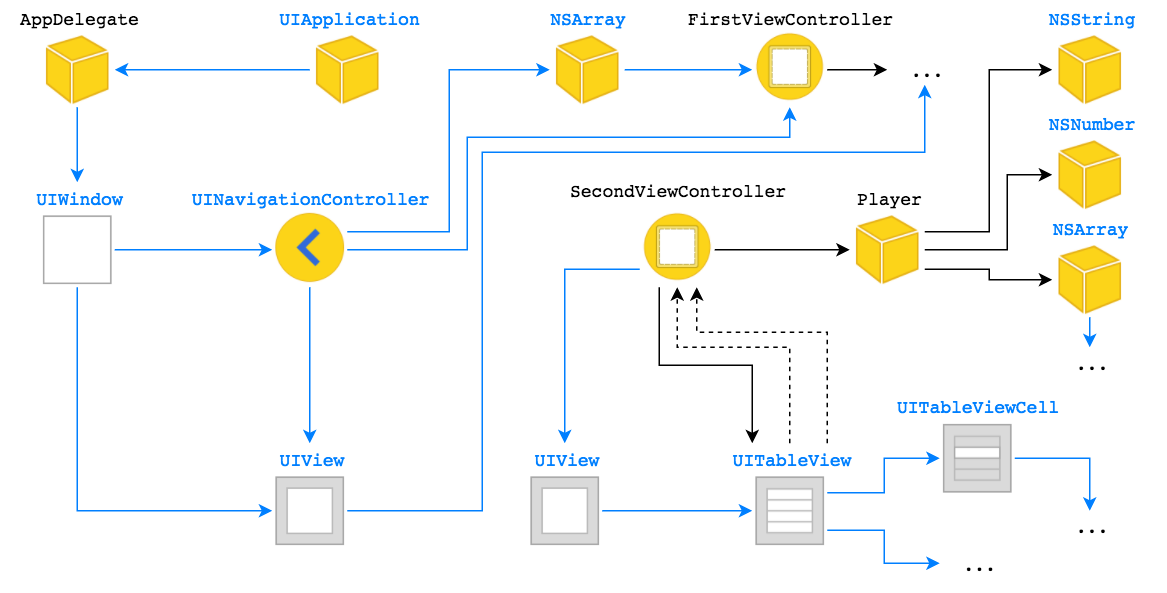 AppDelegate
UIApplication
NSArray
FirstViewController
NSString
...
NSNumber
UIWindow
UINavigationController
SecondViewController
Player
NSArray
...
UITableViewCell
UIView
UIView
UITableView
...
...